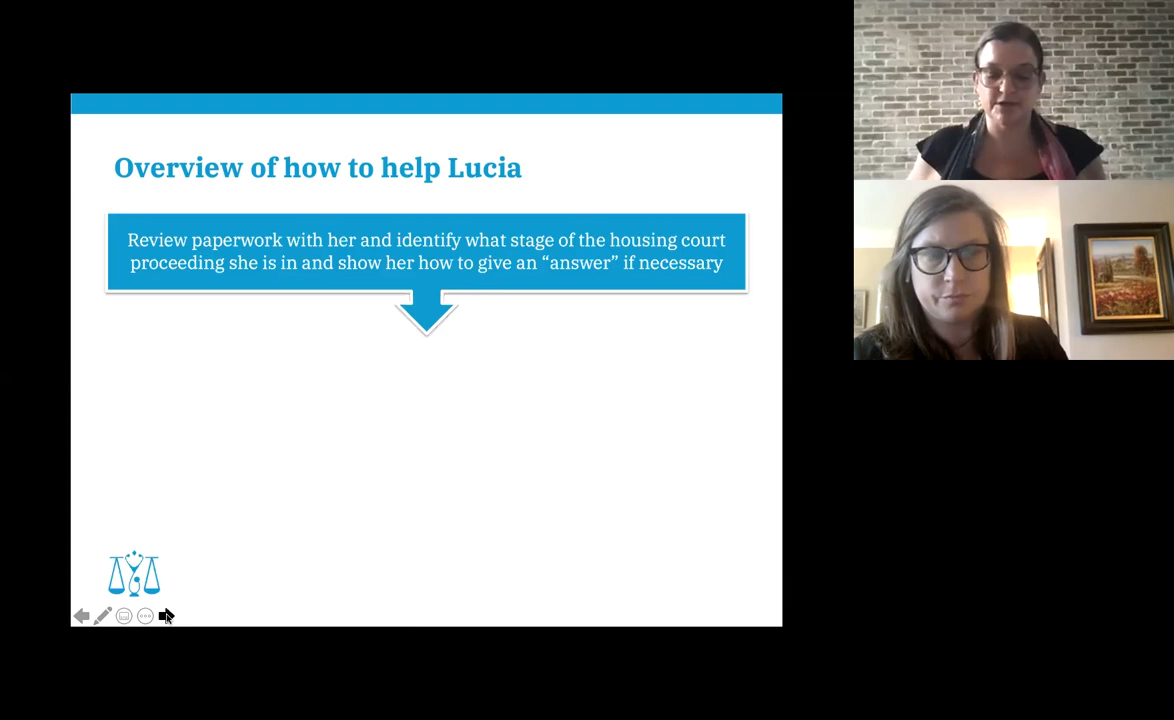 Overview of how to help Lucia
Review paperwork with her and identify what stage of the housing court
proceeding she is in and show her how to give an “answer” if necessary